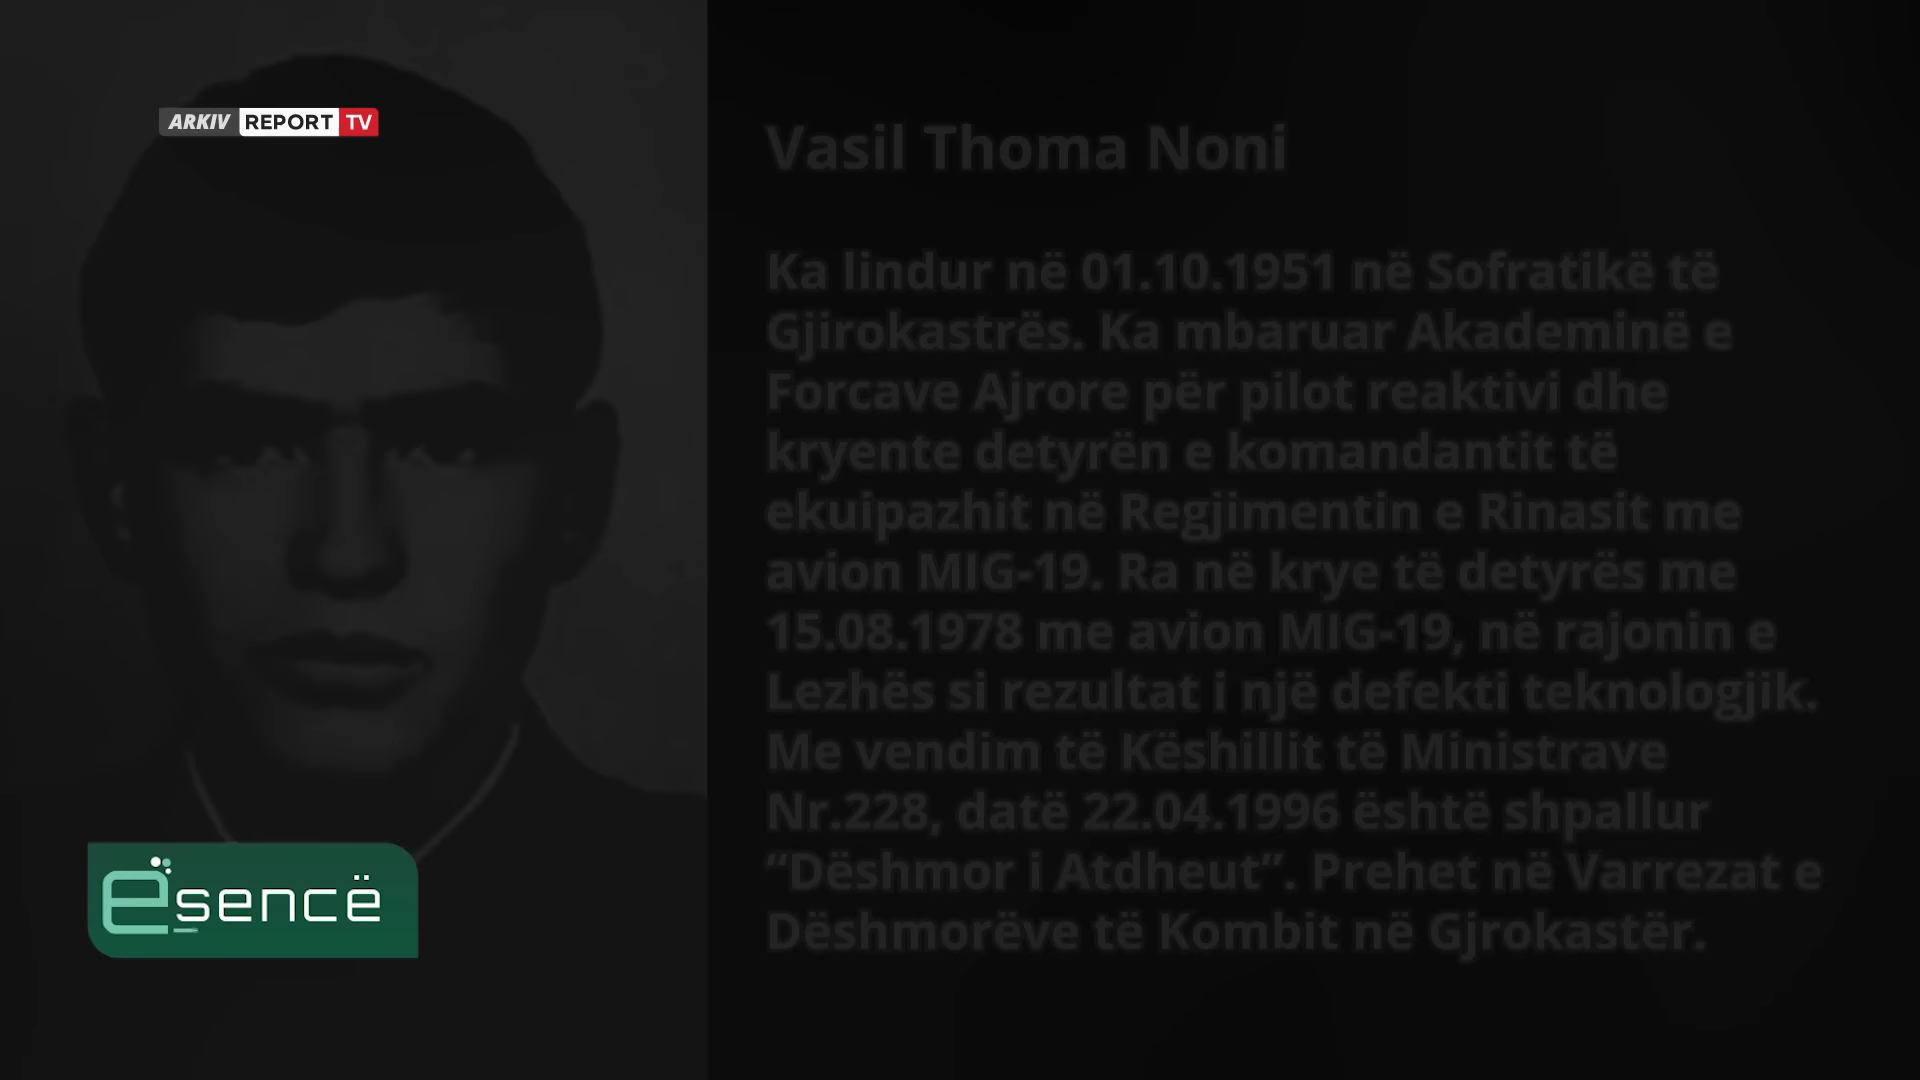 ARKIV REPORT TV
Vasil Thoma Noni
Ka lindur në 01.10.1951 në Sofratikë të
Gjirokastrës. Ka mbaruar Akademinë e
Forcave Ajrore për pilot reaktivi dhe
kryente detyrën e komandantit të
ekuipazhit në Regjimentin e Rinasit me
avion MIG-19. Ra në krye të detyrës me
15.08.1978 me avion MIG-19, në rajonin e
Lezhës si rezultat i një defekti teknologjik.
Me vendim të Këshillit të Ministrave
Nr.228, datë 22.04.1996 është shpallur
“Dëshmor i Atdheut”. Prehet në Varrezat e
Dëshmorëve të Kombit në Gjrokastër.
esencë